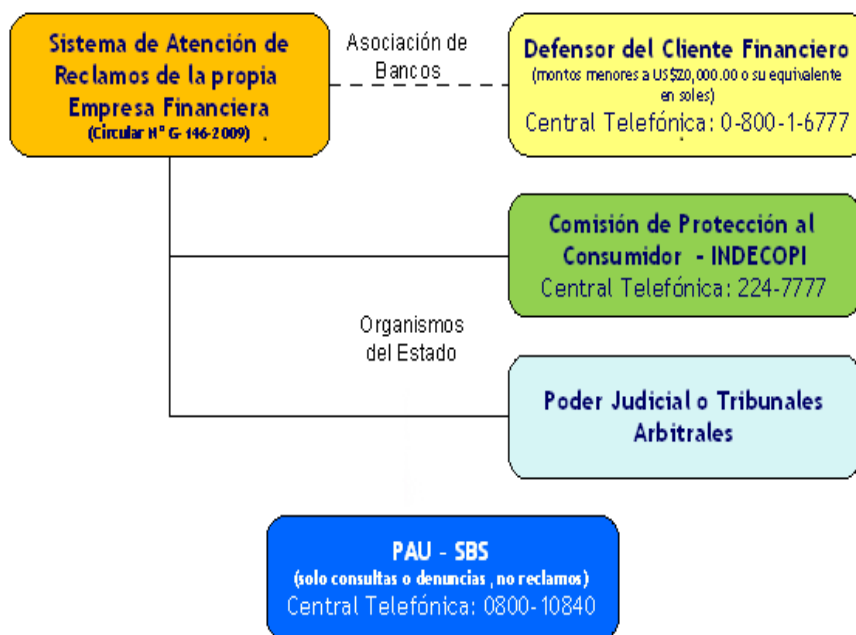 Sistema de Atención de
Reclamos de la propia
Empresa Financiera
(Circular N° G-146-2009) .
Asociación de
Bancos
Defensor del Cliente Financiero
(montos menores a US$20,000.00 o su equivalente
en soles)
Central Telefónica: 0-800-1-6777
Comisión de Protección al
Consumidor - INDECOPI
Central Telefónica: 224-7777
Organismos
del Estado
Poder Judicial o Tribunales
Arbitrales
PAU - SBS
(solo consultas o denuncias , no reclamos)
Central Telefónica: 0800-10840